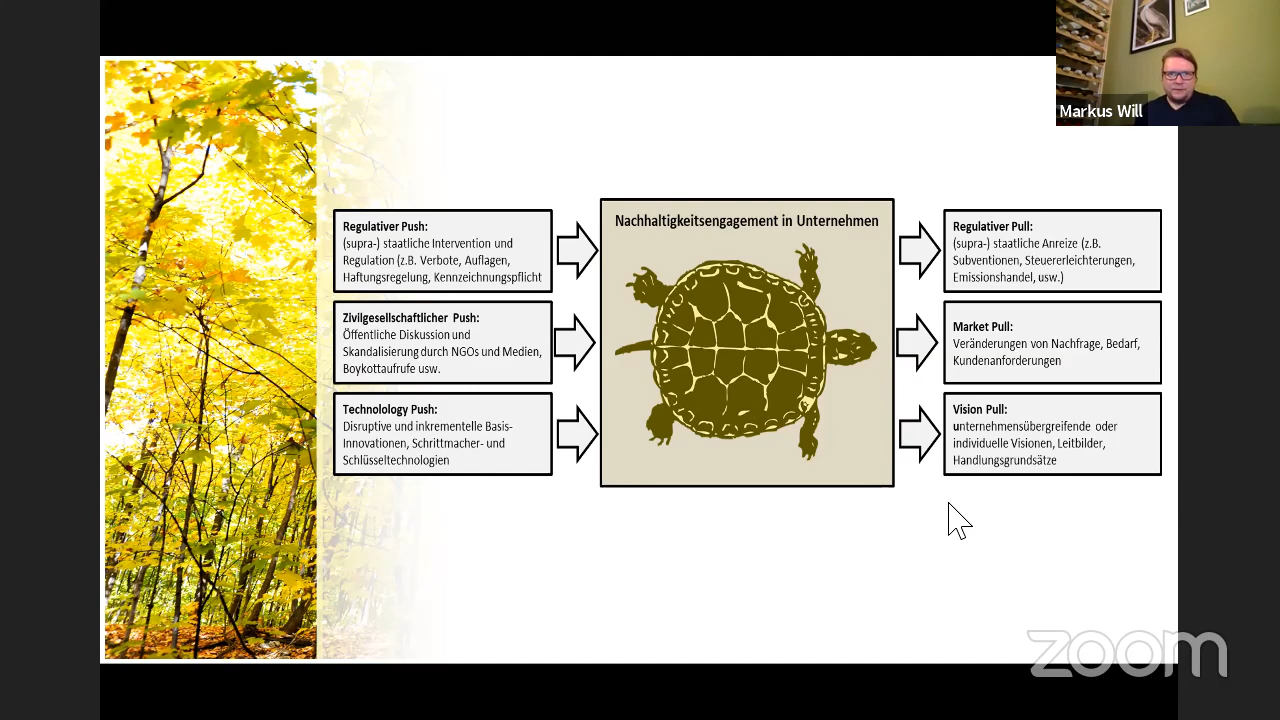 Markus Will
Nachhaltigkeitsengagement in Unternehmen
Regulativer Push:
(supra-) staatliche Intervention und
Regulation (z.B. Verbote, Auflagen,
Haftungsregelung, Kennzeichnungspflicht
Zivilgesellschaftlicher Push:
Öffentliche Diskussion und
Skandalisierung durch NGOs und Medien,
Boykottaufrufe usw.
Technolology Push:
Disruptive und inkrementelle Basis-
Innovationen, Schrittmacher- und
Schlüsseltechnologien
Regulativer Pull:
(supra-) staatliche Anreize (z.B.
Subventionen, Steuererleichterungen,
Emissionshandel, usw.)
Market Pull:
Veränderungen von Nachfrage, Bedarf,
Kundenanforderungen
Vision Pull:
unternehmensübergreifende oder
individuelle Visionen, Leitbilder,
Handlungsgrundsätze
zoom